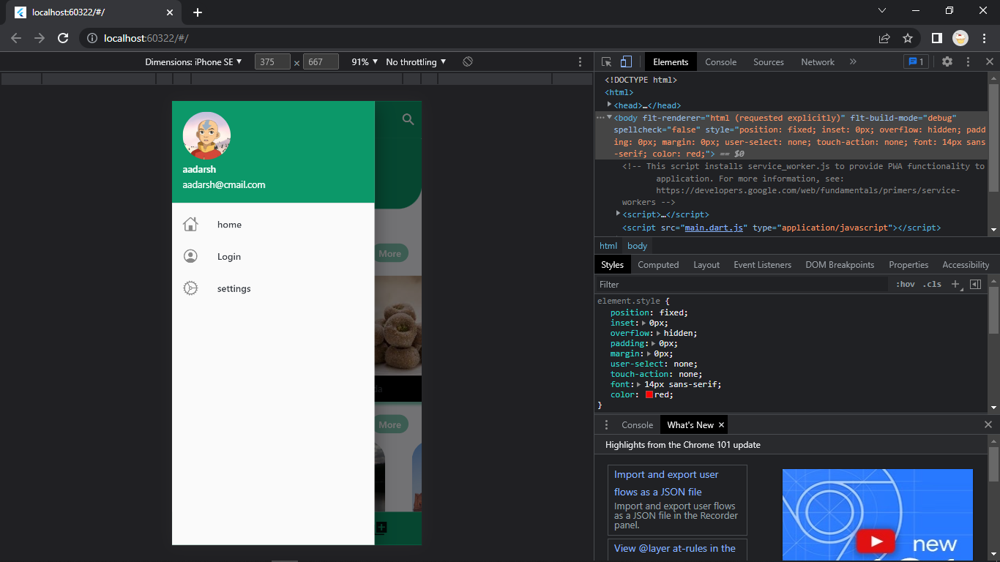 localhost:60322/#/
localhost:60322/#/
Dimensions: iPhone SE ▼ 375 × 667 91% ▼ No throttling ▼
Elements Console Sources Network » 1
<!DOCTYPE html>
<html>
<head>…</head>
<body flt-renderer="html (requested explicitly)" flt-build-mode="debug"
spellcheck="false" style="position: fixed; inset: 0px; overflow: hidden; padd
ing: 0px; margin: 0px; user-select: none; touch-action: none; font: 14px sans
-serif; color: red;"> == $0
<!-- This script installs service_worker.js to provide PWA functionality to
application. For more information, see:
https://developers.google.com/web/fundamentals/primers/service-
workers -->
<script>…</script>
<script src="main.dart.js" type="application/javascript"></script>
html body
Styles Computed Layout Event Listeners DOM Breakpoints Properties Accessibility
Filter :hov .cls +
element.style {
position: fixed;
inset: 0px;
overflow: hidden;
padding: 0px;
margin: 0px;
user-select: none;
touch-action: none;
font: 14px sans-serif;
color: red;
}
Console What's New ×
Highlights from the Chrome 101 update
Import and export user
flows as a JSON file
Import and export user flows
as a JSON file in the Recorder
panel.
View @layer at-rules in the
new
aadarsh
aadarsh@cmail.com
home
Login
settings
More
da
More